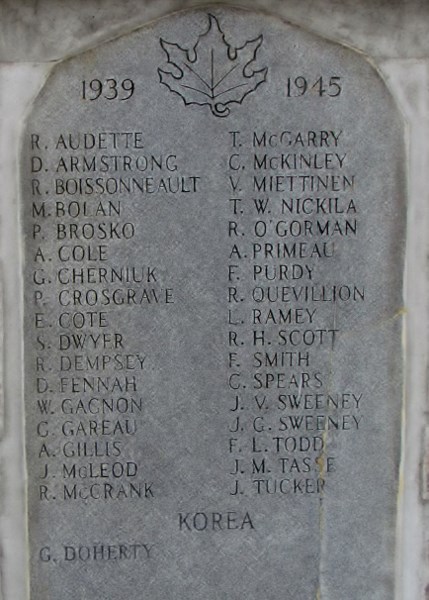 1939 1945
R. AUDETTE
D. ARMSTRONG
R. BOISSONNEAULT
M. BOLAN
P. BROSKO
A. COLE
G. CHERNIUK
P. CROSGRAVE
E. COTE
S. DWYER
R. DEMPSEY
D. FENNAH
W. GAGNON
G. GAREAU
A. GILLIS
J. MCLEOD
R. MCCRANK
T. MCGARRY
C. MCKINLEY
V. MIETTINEN
T. W. NICKILA
R. O'GORMAN
A. PRIMEAU
F. PURDY
R. QUEVILLION
L. RAMEY
R. H. SCOTT
F. SMITH
G. SPEARS
J. V. SWEENEY
J. G. SWEENEY
F. L. TODD
J. M. TASSE
J. TUCKER
KOREA
G. DOHERTY